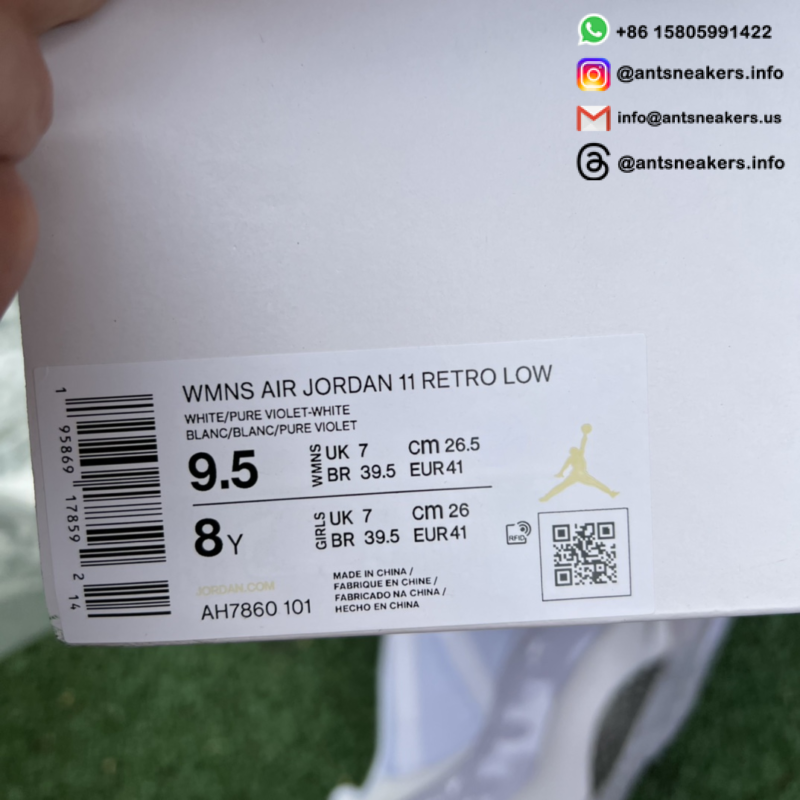 +86 15805991422
@antsneakers.info
info@antsneakers.us
@antsneakers.info
WMNS AIR JORDAN 11 RETRO LOW
WHITE/PURE VIOLET-WHITE
BLANC/BLANC/PURE VIOLET
9.5 WMNS UK 7 cm 26.5
BR 39.5 EUR 41
8Y GIRLS UK 7 cm 26
BR 39.5 EUR 41
RFID
JORDAN.COM
AH7860 101
MADE IN CHINA /
FABRIQUE EN CHINE /
FABRICADO NA CHINA /
HECHO EN CHINA
1 95869 17859 2 14